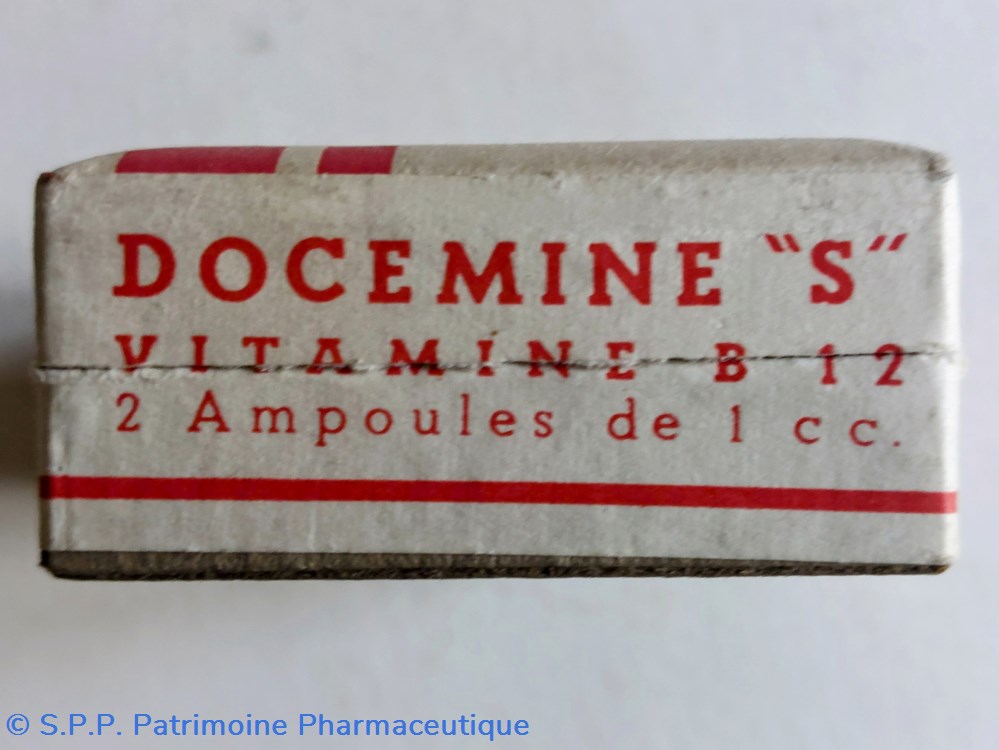 DOCEMINE "S"
VITAMINE B 12
2 Ampoules de 1 cc.
© S.P.P. Patrimoine Pharmaceutique